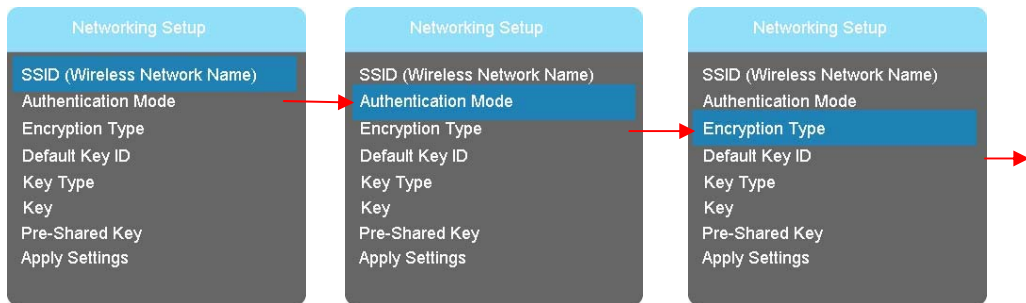 Networking Setup
SSID (Wireless Network Name)
Authentication Mode
Encryption Type
Default Key ID
Key Type
Key
Pre-Shared Key
Apply Settings
Networking Setup
SSID (Wireless Network Name)
Authentication Mode
Encryption Type
Default Key ID
Key Type
Key
Pre-Shared Key
Apply Settings
Networking Setup
SSID (Wireless Network Name)
Authentication Mode
Encryption Type
Default Key ID
Key Type
Key
Pre-Shared Key
Apply Settings